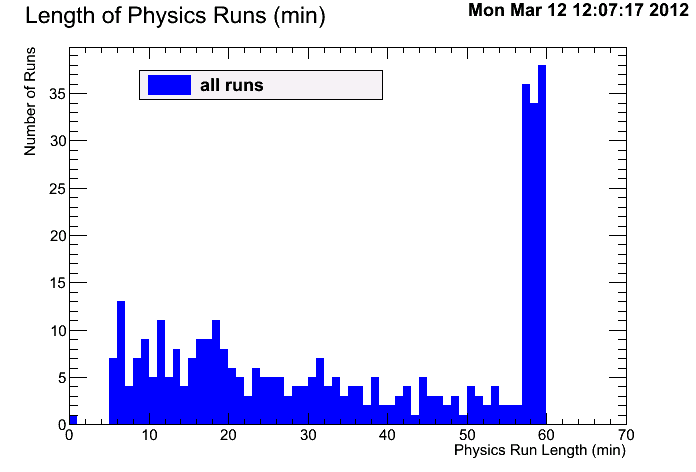 Length of Physics Runs (min)
Mon Mar 12 12:07:17 2012
Number of Runs
all runs
35
30
25
20
15
10
5
0
0 10 20 30 40 50 60 70
Physics Run Length (min)